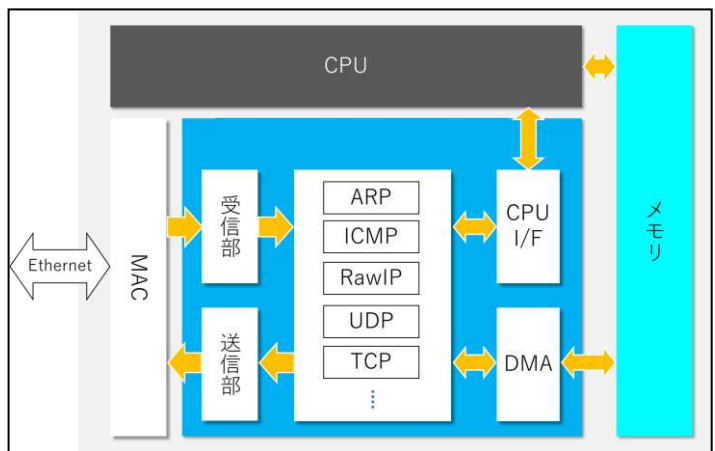 CPU
メモリ
Ethernet
MAC
受信部
送信部
ARP
ICMP
RawIP
UDP
TCP
CPU
I/F
DMA